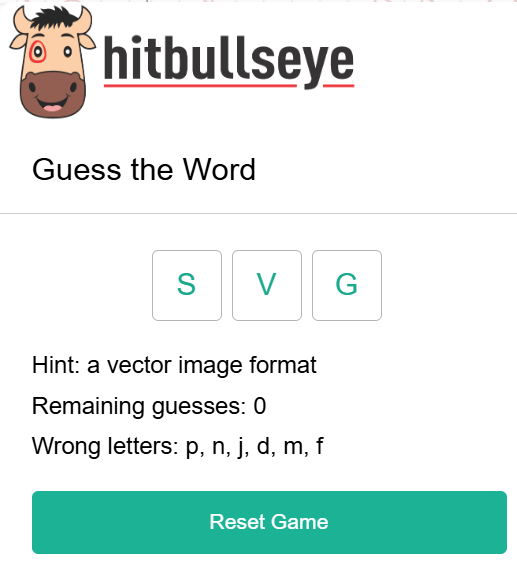 hitbullseye
Guess the Word
S V G
Hint: a vector image format
Remaining guesses: 0
Wrong letters: p, n, j, d, m, f
Reset Game